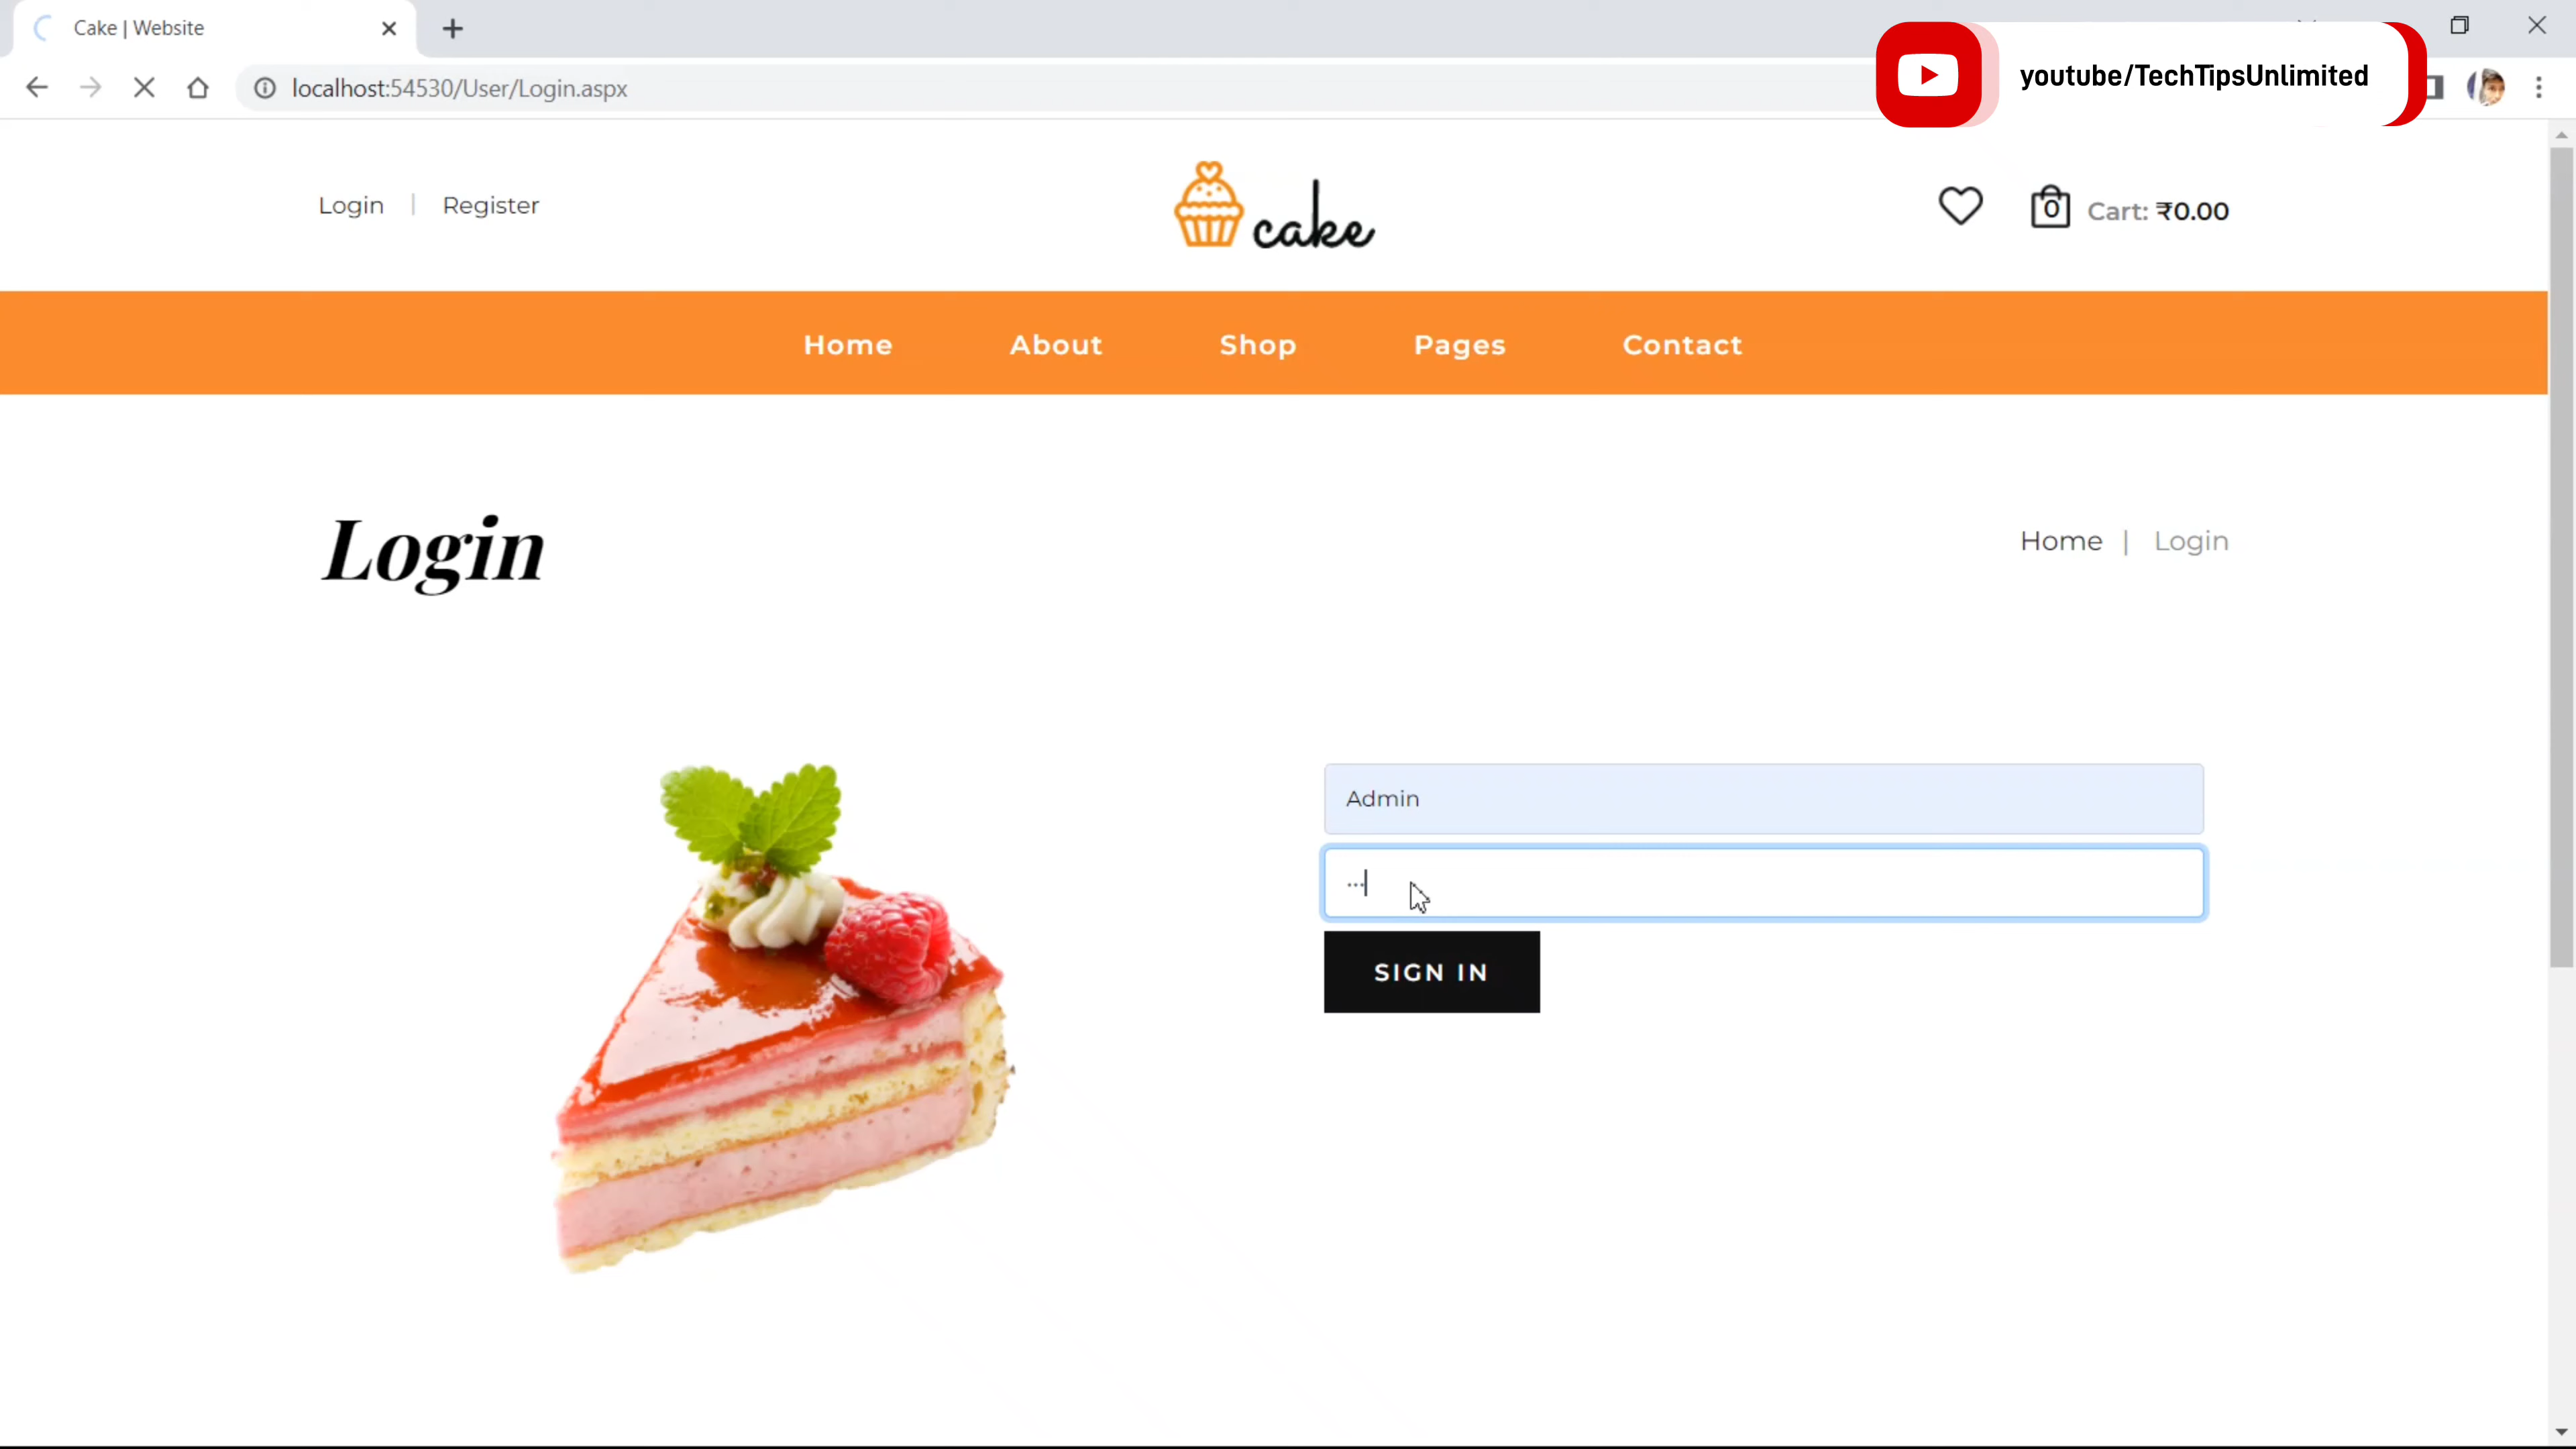 Cake | Website
localhost:54530/User/Login.aspx
youtube/TechTipsUnlimited
Login | Register
cake
0 Cart: ₹0.00
Home About Shop Pages Contact
Login
Home | Login
Admin
SIGN IN